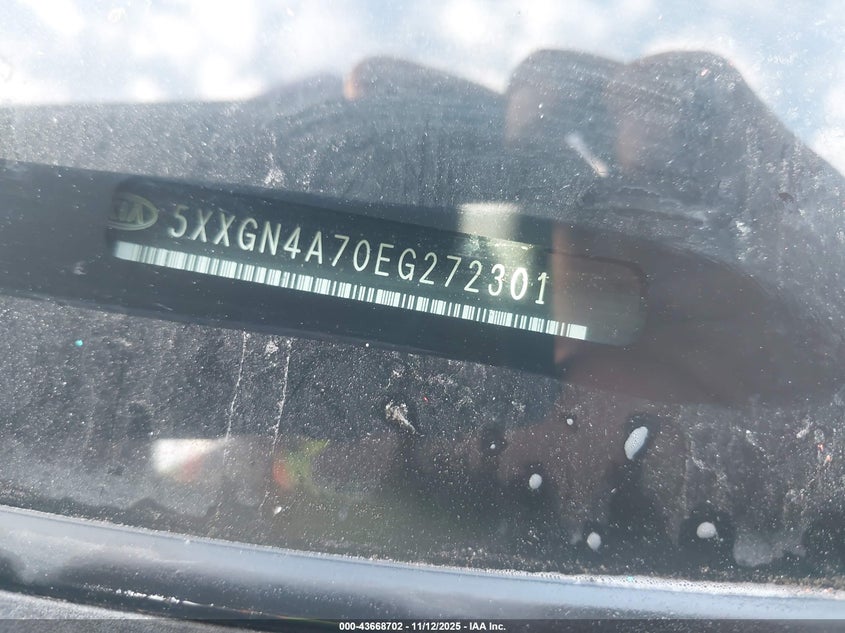 KIA 5XXGN4A70EG272301
000-43668702 - 11/12/2025 - IAA Inc.